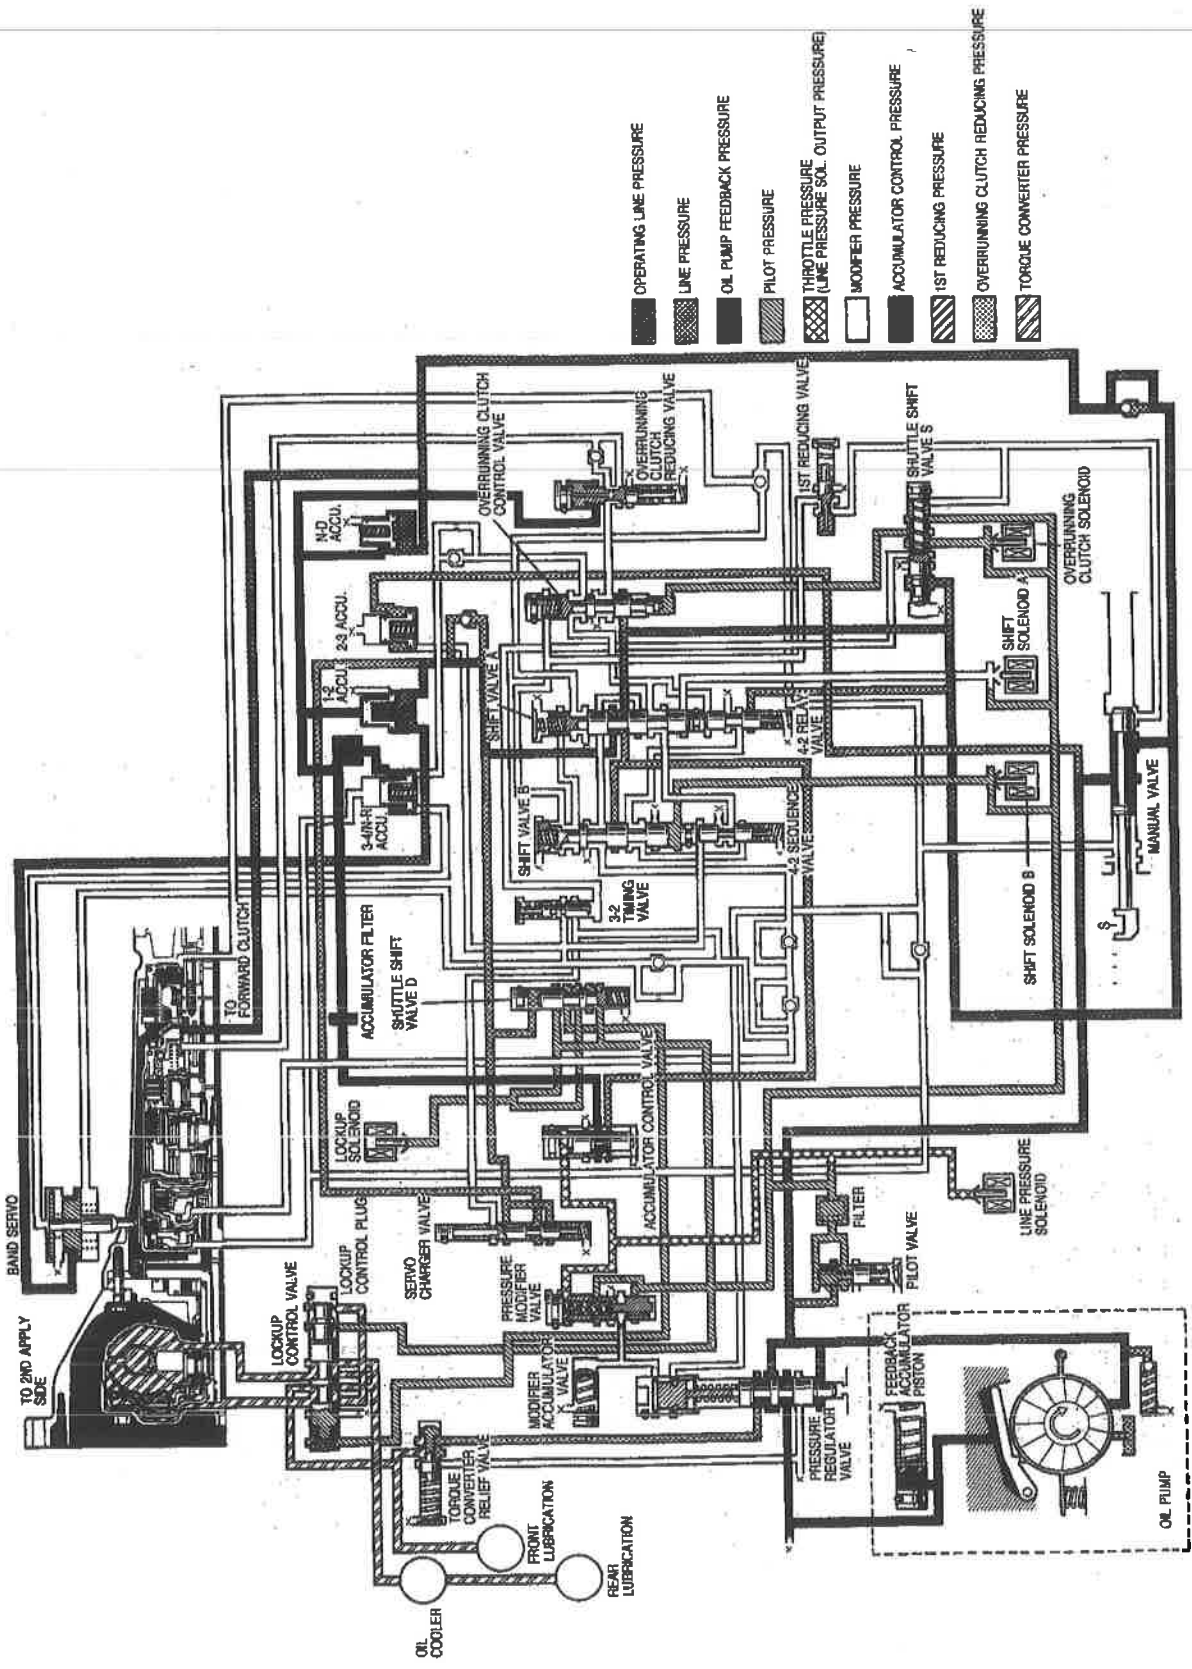 BAND SERVO
TO 2ND APPLY
SIDE
TO
FORWARD CLUTCH
N-D
ACCU.
2-3 ACCU.
1-2
ACCU.
3-4/N-R
ACCU.
ACCUMULATOR FILTER
SHUTTLE SHIFT
VALVE D
LOCKUP
SOLENOID
LOCKUP
CONTROL PLUG
LOCKUP
CONTROL VALVE
OVERRUNNING CLUTCH
CONTROL VALVE
SHIFT VALVE A
SHIFT VALVE B
3-2
TIMING
VALVE
ACCUMULATOR CONTROL VALVE
SERVO
CHARGER VALVE
PRESSURE
MODIFIER
VALVE
MODIFIER
ACCUMULATOR
VALVE
TORQUE
CONVERTER
RELIEF VALVE
FRONT
LUBRICATION
REAR
LUBRICATION
OIL
COOLER
OVERRUNNING
CLUTCH
REDUCING VALVE
1ST REDUCING VALVE
4-2 RELAY
VALVE
4-2 SEQUENCE
VALVE
SHUTTLE SHIFT
VALVE S
OVERRUNNING
CLUTCH SOLENOID
SHIFT
SOLENOID A
SHIFT SOLENOID B
MANUAL VALVE
S
FILTER
LINE PRESSURE
SOLENOID
PILOT VALVE
PRESSURE
REGULATOR
VALVE
FEEDBACK
ACCUMULATOR
PISTON
OIL PUMP
OPERATING LINE PRESSURE
LINE PRESSURE
OIL PUMP FEEDBACK PRESSURE
PILOT PRESSURE
THROTTLE PRESSURE
(LINE PRESSURE SOL. OUTPUT PRESSURE)
MODIFIER PRESSURE
ACCUMULATOR CONTROL PRESSURE
1ST REDUCING PRESSURE
OVERRUNNING CLUTCH REDUCING PRESSURE
TORQUE CONVERTER PRESSURE